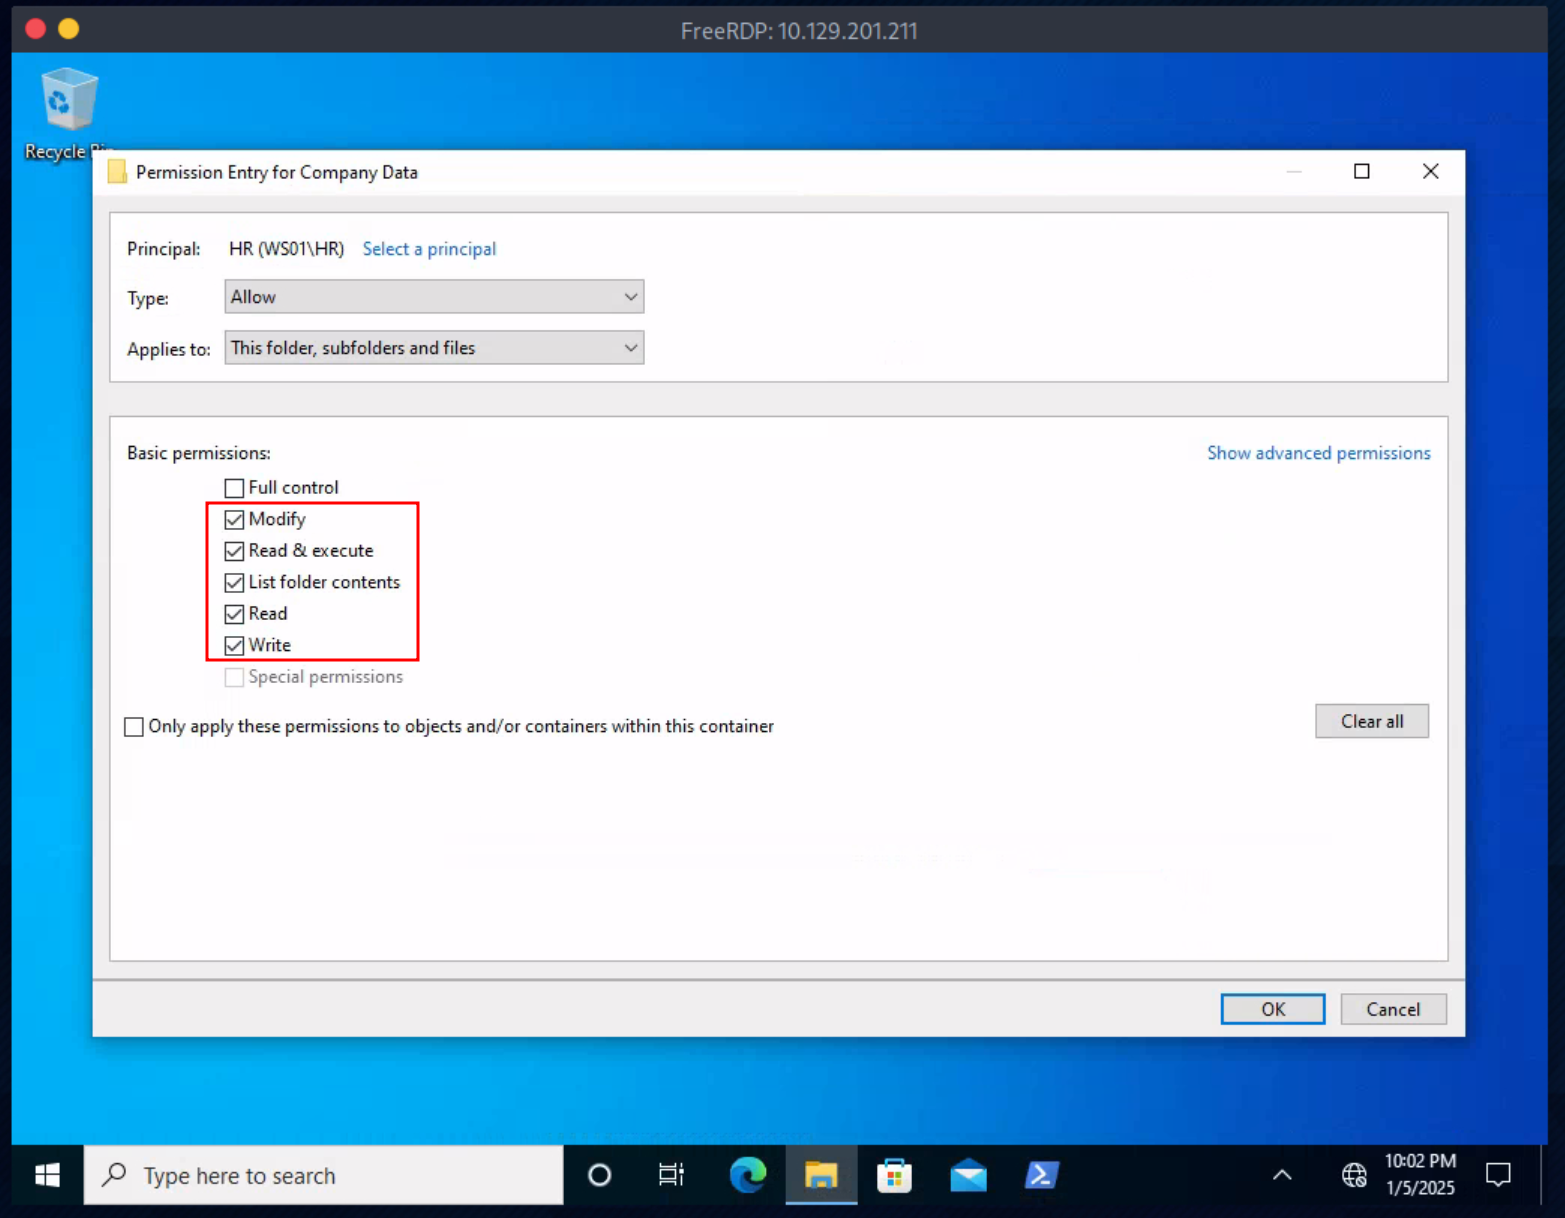 FreeRDP: 10.129.201.211
Recycle Bin
Permission Entry for Company Data
Principal: HR (WS01\HR) Select a principal
Type: Allow
Applies to: This folder, subfolders and files
Basic permissions: Show advanced permissions
Full control
Modify
Read & execute
List folder contents
Read
Write
Special permissions
Only apply these permissions to objects and/or containers within this container
Clear all
OK Cancel
Type here to search
10:02 PM
1/5/2025